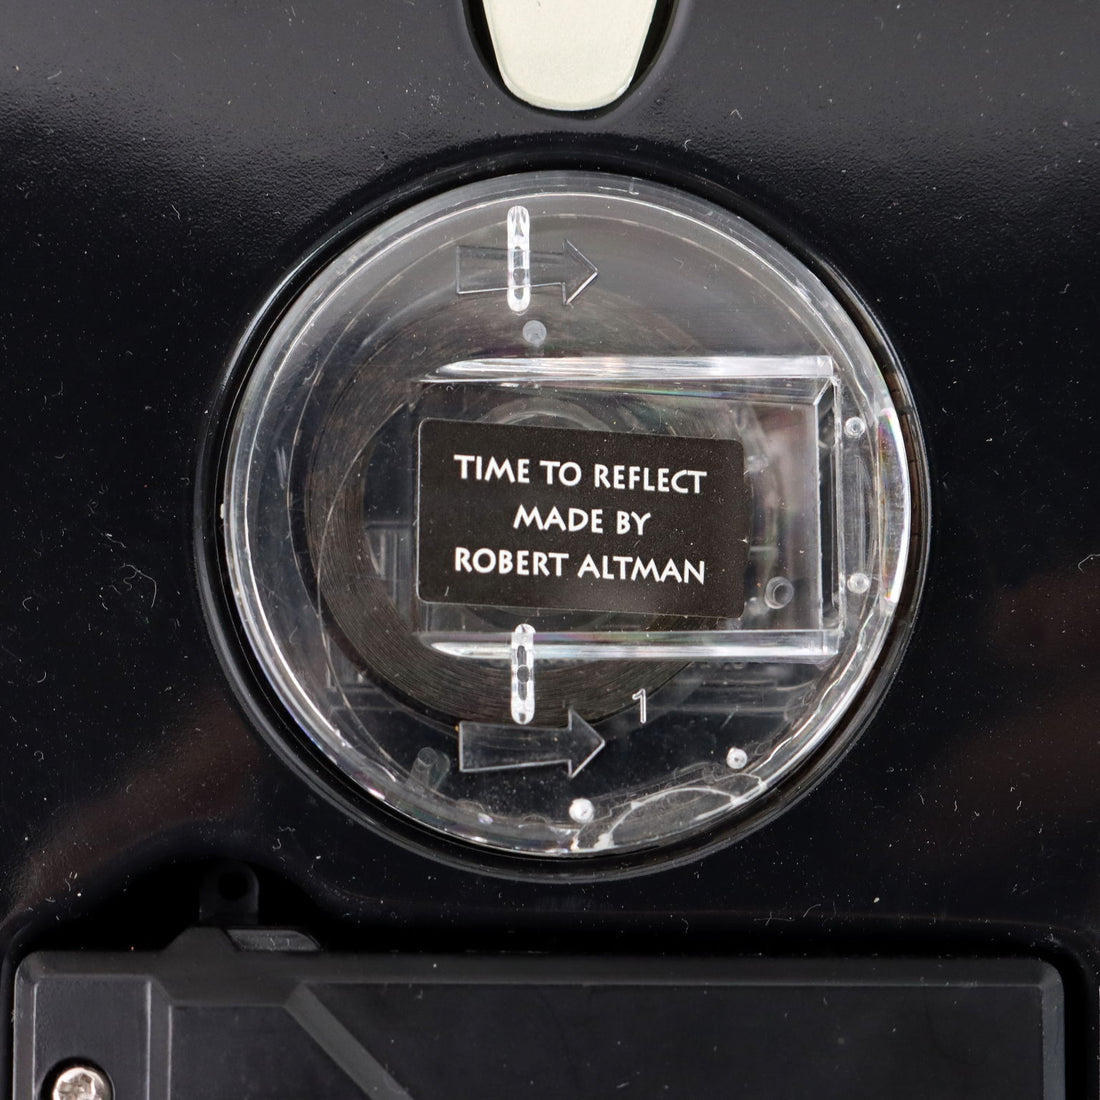 TIME TO REFLECT
MADE BY
ROBERT ALTMAN
1